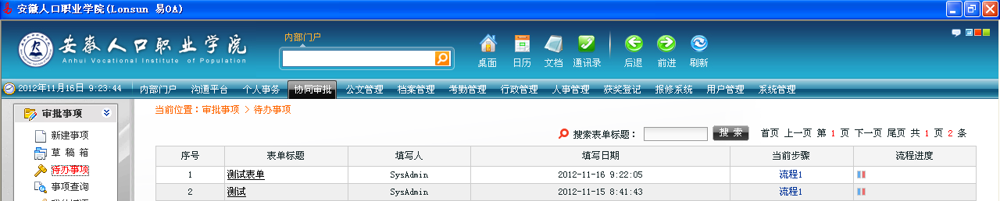 安徽人口职业学院(Lonsun 易OA)
安徽人口职业学院
Anhui Vocational Institute of Population
内部门户
桌面 日历 文档 通讯录 后退 前进 刷新
2012年11月16日 9:23:44 内部门户 沟通平台 个人事务 协同审批 公文管理 档案管理 考勤管理 行政管理 人事管理 获奖登记 报修系统 用户管理 系统管理
审批事项
新建事项
草稿箱
待办事项
事项查询
当前位置：审批事项 > 待办事项
搜索表单标题： 搜索 首页 上一页 第 1 页 下一页 尾页 共 1 页 2 条
序号 表单标题 填写人 填写日期 当前步骤 流程进度
1 测试表单 SysAdmin 2012-11-16 9:22:05 流程1
2 测试 SysAdmin 2012-11-15 8:41:43 流程1